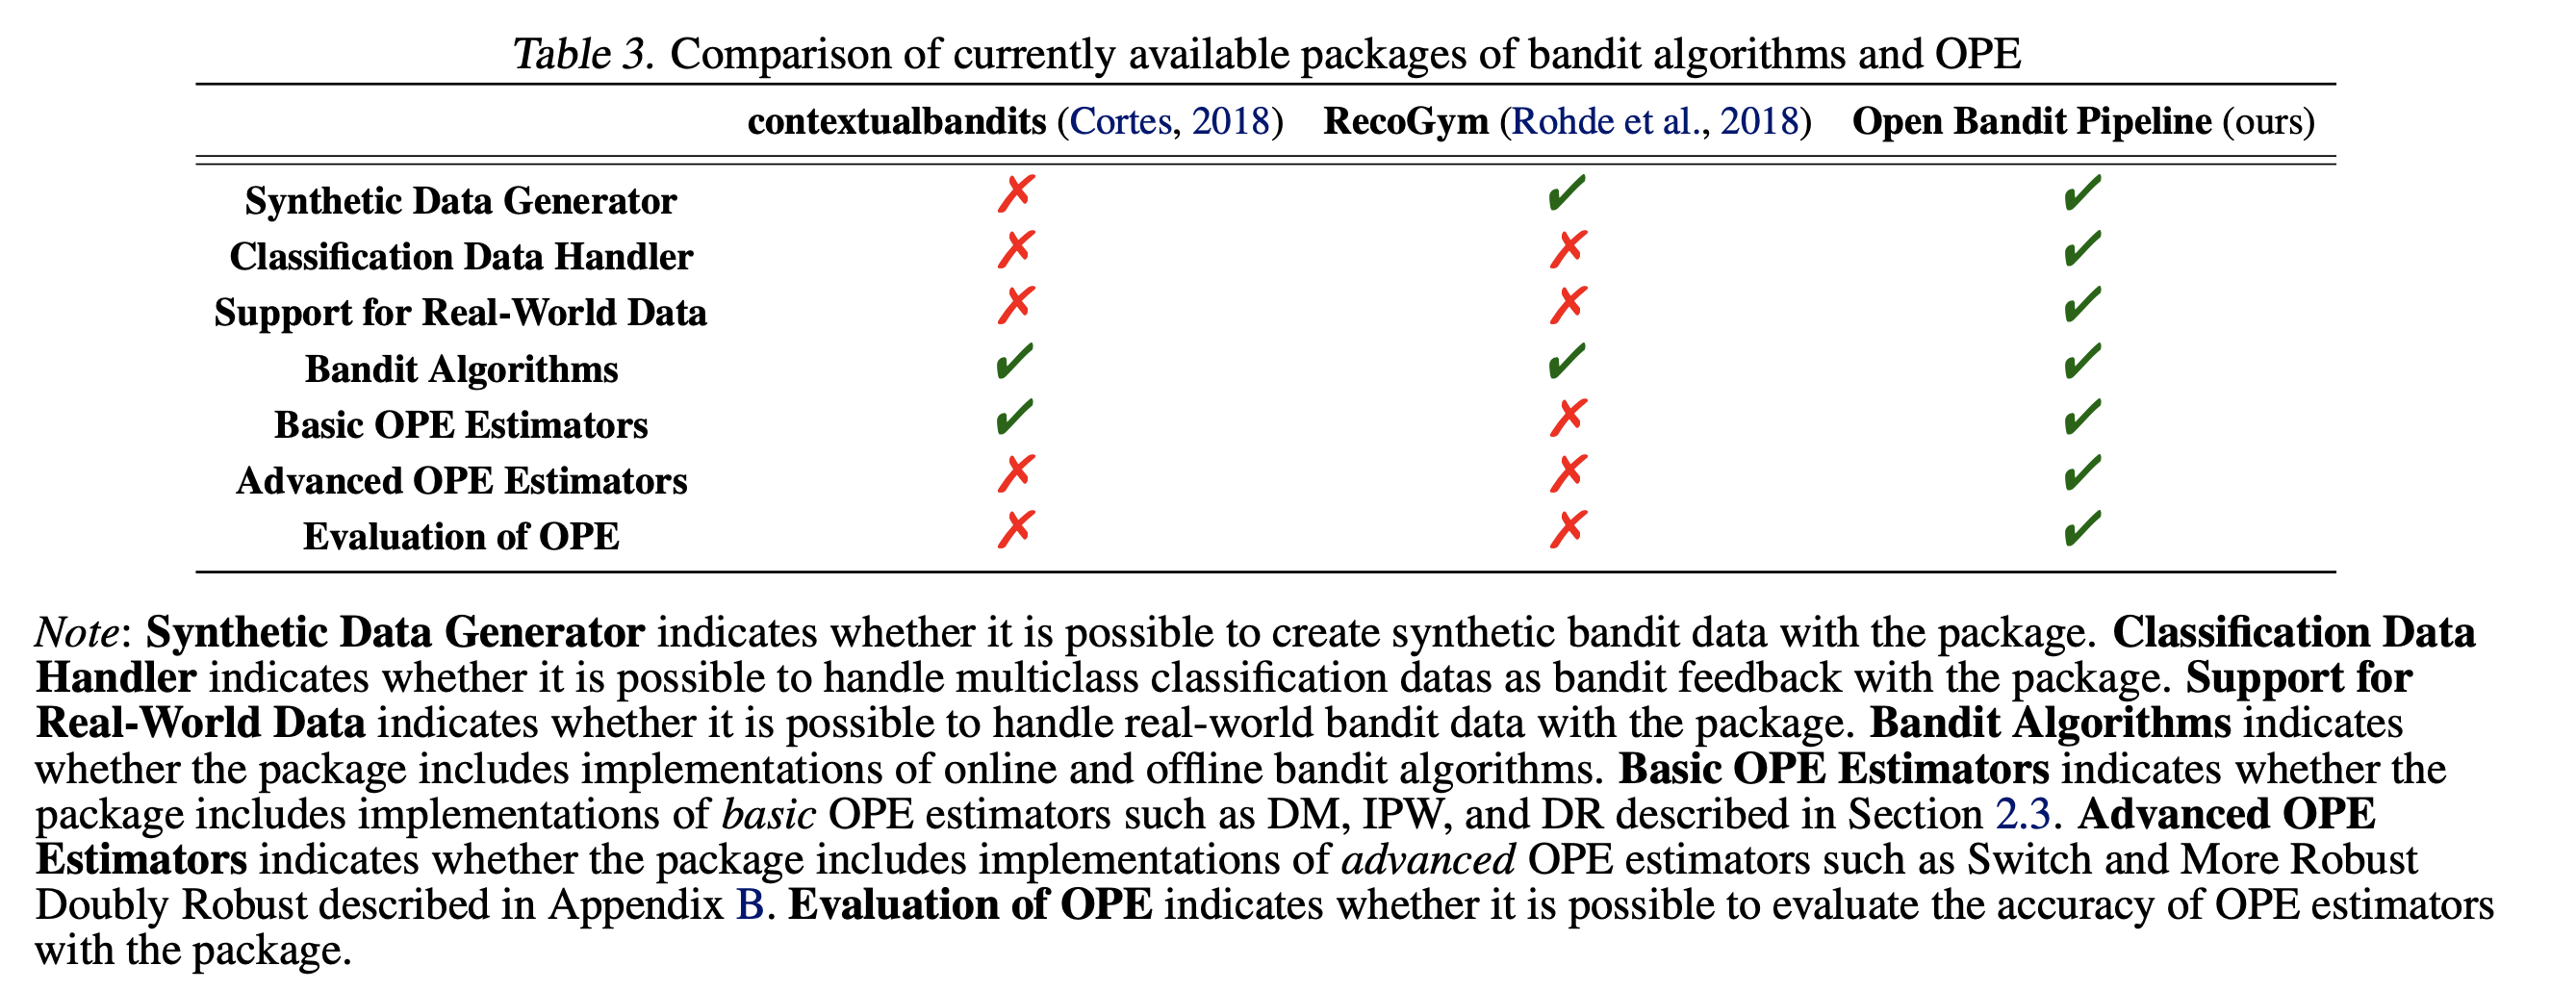 Table 3. Comparison of currently available packages of bandit algorithms and OPE
contextualbandits (Cortes, 2018) RecoGym (Rohde et al., 2018) Open Bandit Pipeline (ours)
Synthetic Data Generator ✗ ✔ ✔
Classification Data Handler ✗ ✗ ✔
Support for Real-World Data ✗ ✗ ✔
Bandit Algorithms ✔ ✔ ✔
Basic OPE Estimators ✔ ✗ ✔
Advanced OPE Estimators ✗ ✗ ✔
Evaluation of OPE ✗ ✗ ✔
Note: Synthetic Data Generator indicates whether it is possible to create synthetic bandit data with the package. Classification Data
Handler indicates whether it is possible to handle multiclass classification datas as bandit feedback with the package. Support for
Real-World Data indicates whether it is possible to handle real-world bandit data with the package. Bandit Algorithms indicates
whether the package includes implementations of online and offline bandit algorithms. Basic OPE Estimators indicates whether the
package includes implementations of basic OPE estimators such as DM, IPW, and DR described in Section 2.3. Advanced OPE
Estimators indicates whether the package includes implementations of advanced OPE estimators such as Switch and More Robust
Doubly Robust described in Appendix B. Evaluation of OPE indicates whether it is possible to evaluate the accuracy of OPE estimators
with the package.